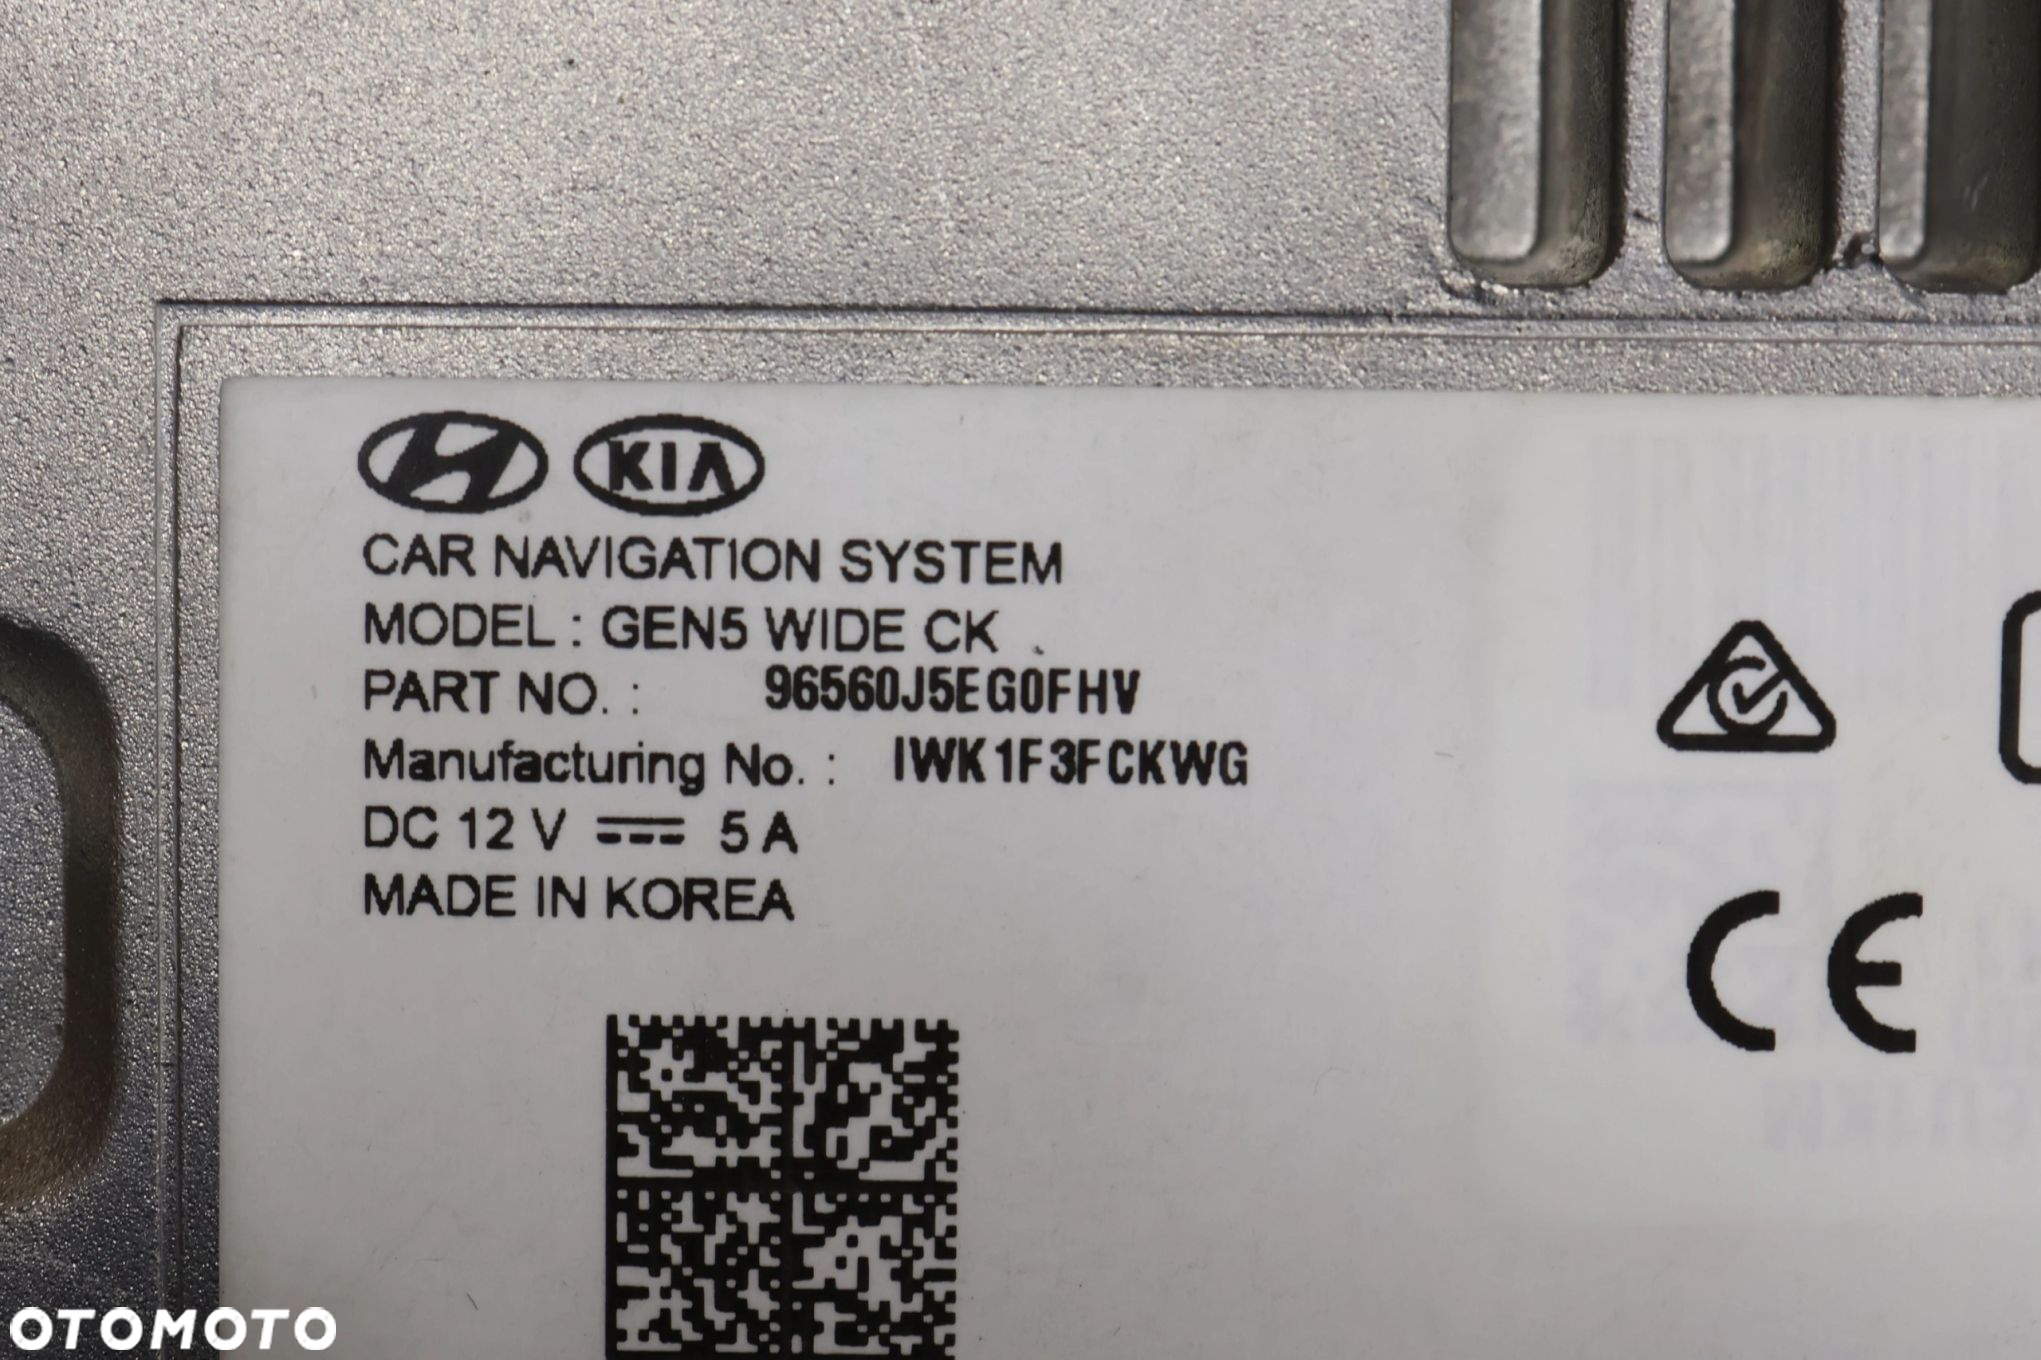 KIA
CAR NAVIGATION SYSTEM
MODEL : GEN5 WIDE CK
PART NO. : 96560J5EG0FHV
Manufacturing No. : IWK1F3FCKWG
DC 12 V 5 A
MADE IN KOREA
CE
OTOMOTO